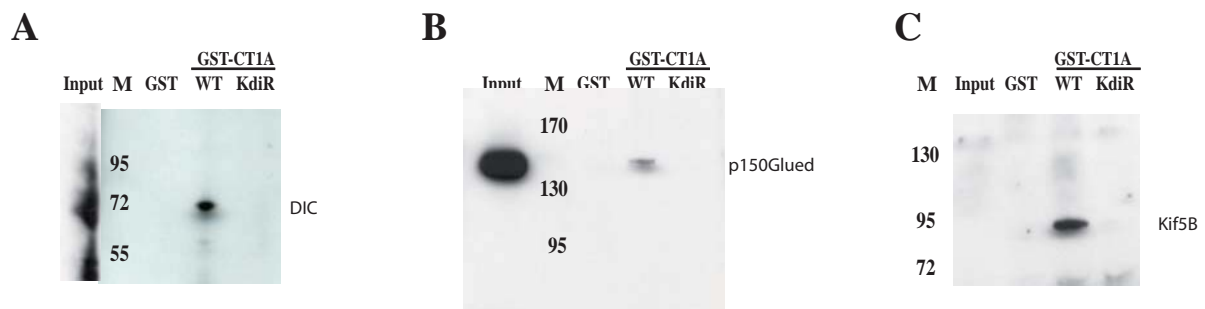 A
GST-CT1A
Input M GST WT KdiR
95
72
55
DIC
B
GST-CT1A
Input M GST WT KdiR
170
130
95
p150Glued
C
GST-CT1A
M Input GST WT KdiR
130
95
72
Kif5B